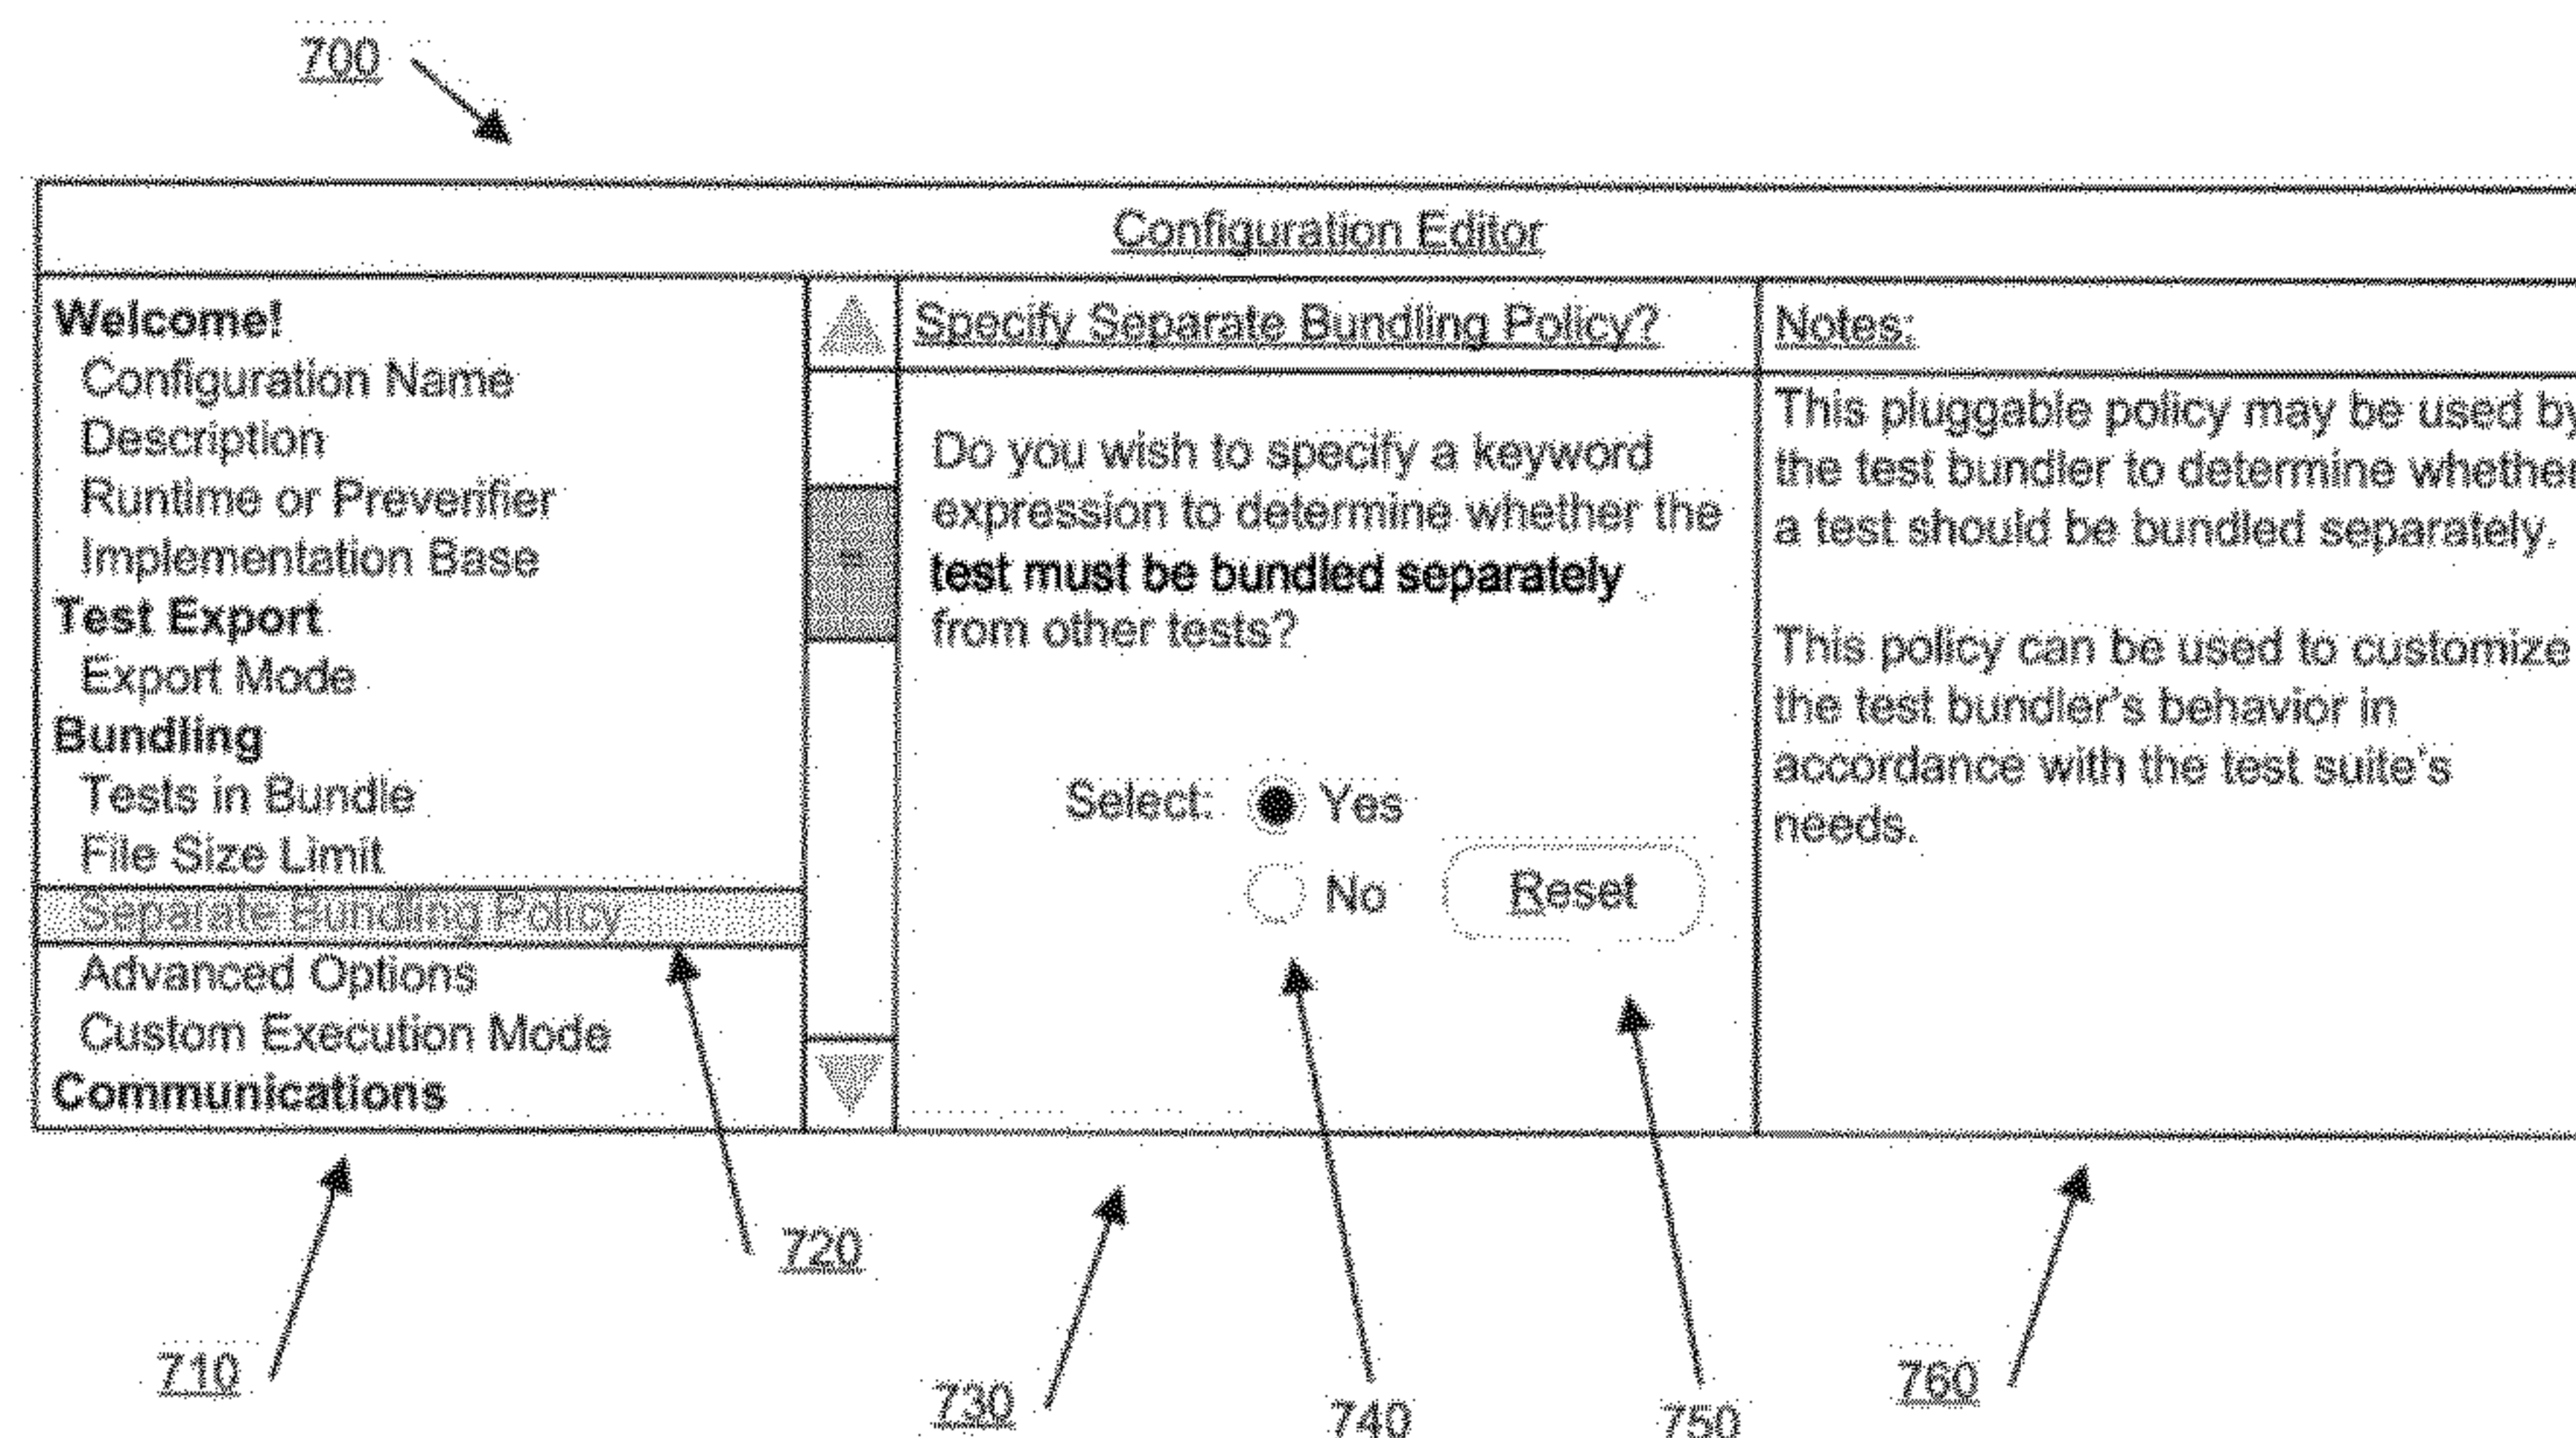 700
Configuration Editor
Welcome!
Configuration Name
Description
Runtime or Preverifier
Implementation Base
Test Export
Export Mode
Bundling
Tests in Bundle
File Size Limit
Separate Bundling Policy
Advanced Options
Custom Execution Mode
Communications
Specify Separate Bundling Policy?
Do you wish to specify a keyword
expression to determine whether the
test must be bundled separately
from other tests?
Select: Yes
No
Reset
Notes:
This pluggable policy may be used by
the test bundler to determine whether
a test should be bundled separately.
This policy can be used to customize
the test bundler's behavior in
accordance with the test suite's
needs.
710
720
730
740
750
760